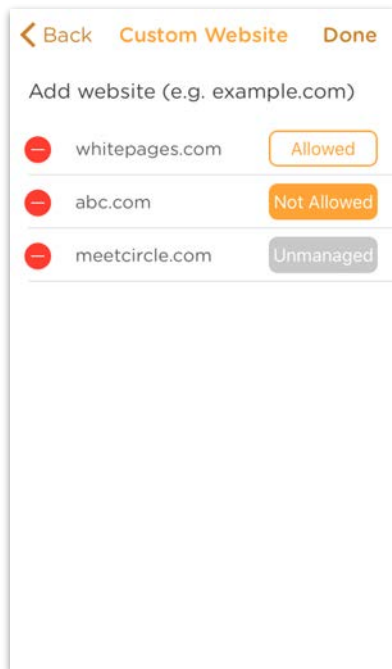 Back Custom Website Done
Add website (e.g. example.com)
whitepages.com Allowed
abc.com Not Allowed
meetcircle.com Unmanaged